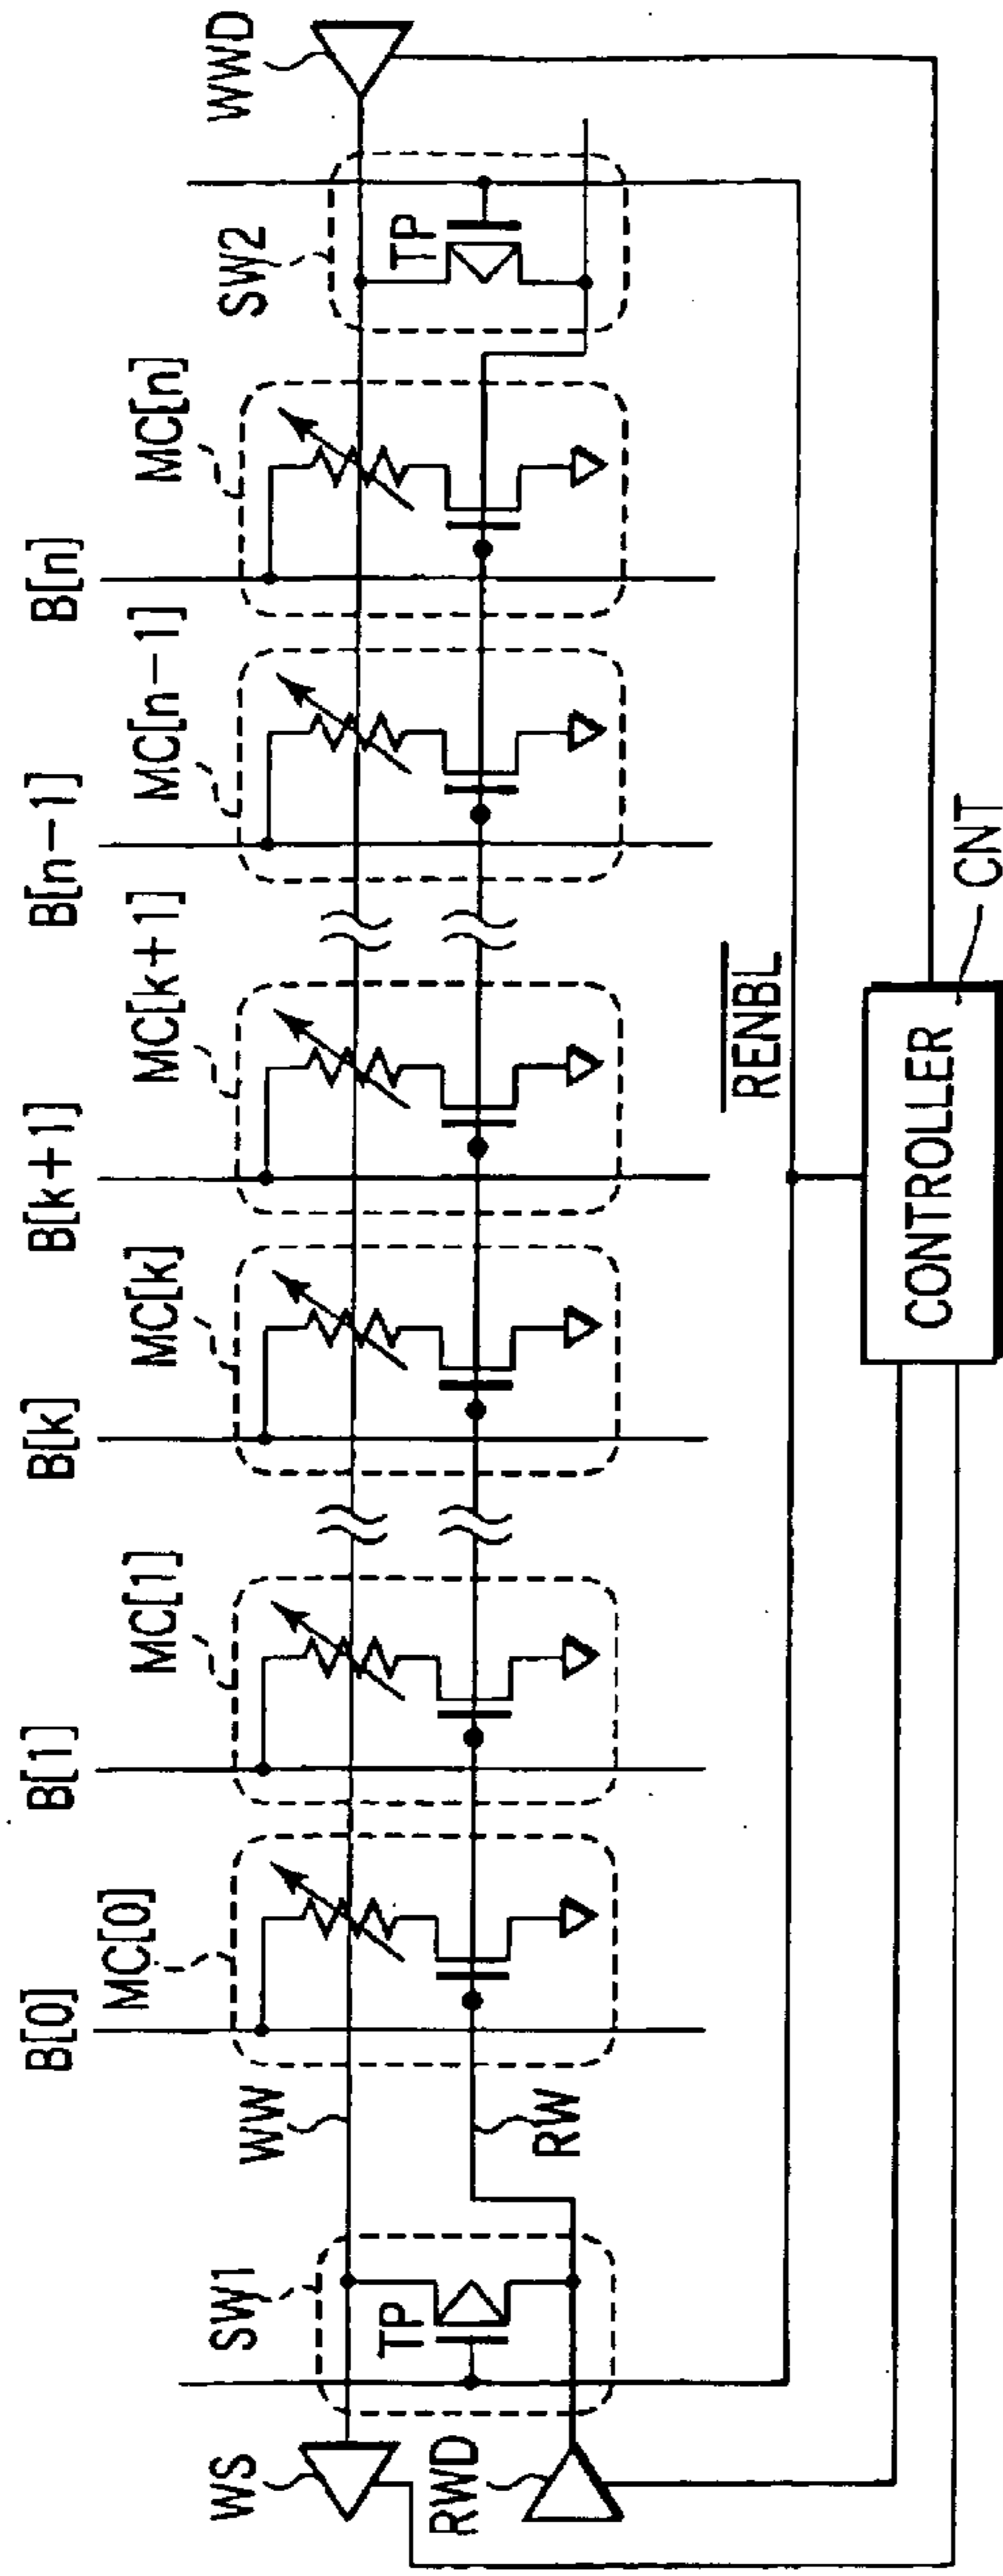 B[0]
B[1]
B[k]
B[k+1]
B[n-1]
B[n]
MC[0]
MC[1]
MC[k]
MC[k+1]
MC[n-1]
MC[n]
WS
SW1
WW
SW2
WWD
TP
TP
RWD
RW
RENBL
CONTROLLER
CNT